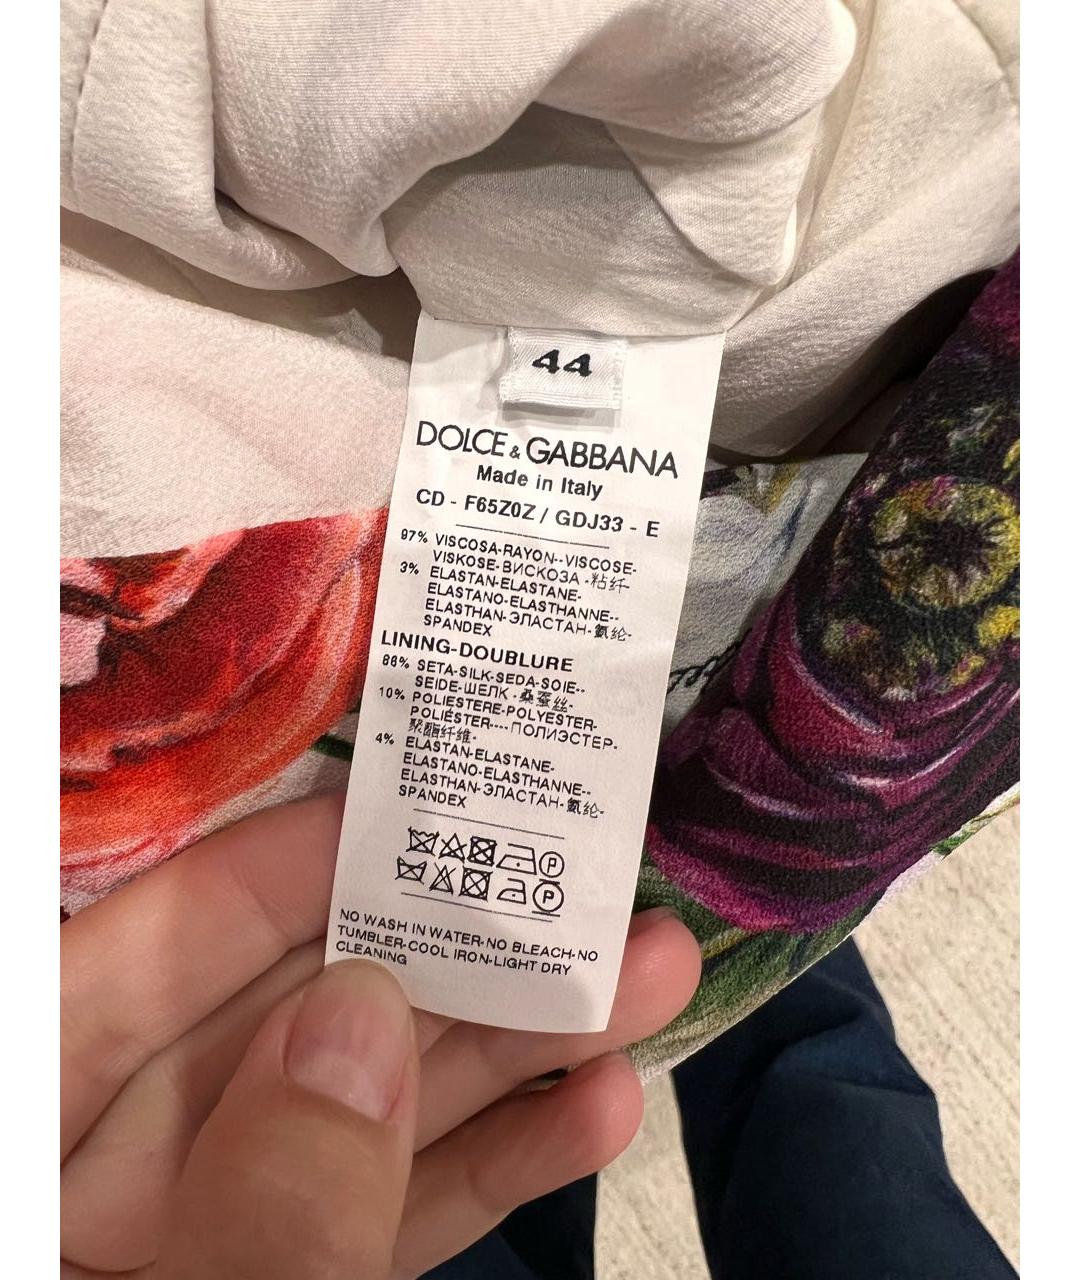 44
DOLCE & GABBANA
Made in Italy
CD - F65Z0Z / GDJ33 - E
97% VISCOSA-RAYON--VISCOSE-
VISKOSE-ВИСКОЗА -粘纤-
3% ELASTAN-ELASTANE-
ELASTANO-ELASTHANNE--
ELASTHAN-ЭЛАСТАН-氨纶-
SPANDEX
LINING-DOUBLURE
86% SETA-SILK-SEDA-SOIE--
SEIDE-ШЕЛК -桑蚕丝-
10% POLIESTERE-POLYESTER-
POLIÉSTER----ПОЛИЭСТЕР-
聚酯纤维-
4% ELASTAN-ELASTANE-
ELASTANO-ELASTHANNE--
ELASTHAN-ЭЛАСТАН-氨纶-
SPANDEX
P
P
NO WASH IN WATER-NO BLEACH-NO
TUMBLER-COOL IRON-LIGHT DRY
CLEANING